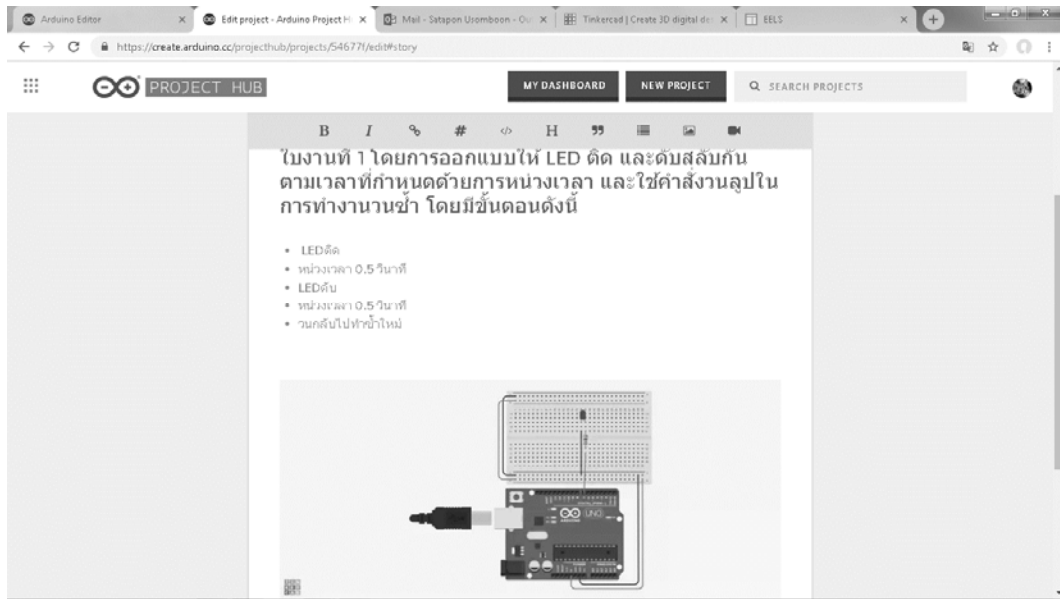 Arduino Editor
Edit project - Arduino Project H
Mail - Satapon Usomboon - Ou
Tinkercad | Create 3D digital de
EELS
https://create.arduino.cc/projecthub/projects/54677f/edit#story
PROJECT HUB
MY DASHBOARD
NEW PROJECT
SEARCH PROJECTS
B I # </> H
ใบงานที่ 1 โดยการออกแบบให้ LED ติด และดับสลับกัน
ตามเวลาที่กำหนดด้วยการหน่วงเวลา และใช้คำสั่งงานลูปใน
การทำงานวนซ้ำ โดยมีขั้นตอนดังนี้
• LEDติด
• หน่วงเวลา 0.5 วินาที
• LEDดับ
• หน่วงเวลา 0.5 วินาที
• วนกลับไปทำซ้ำใหม่
UNO
ARDUINO